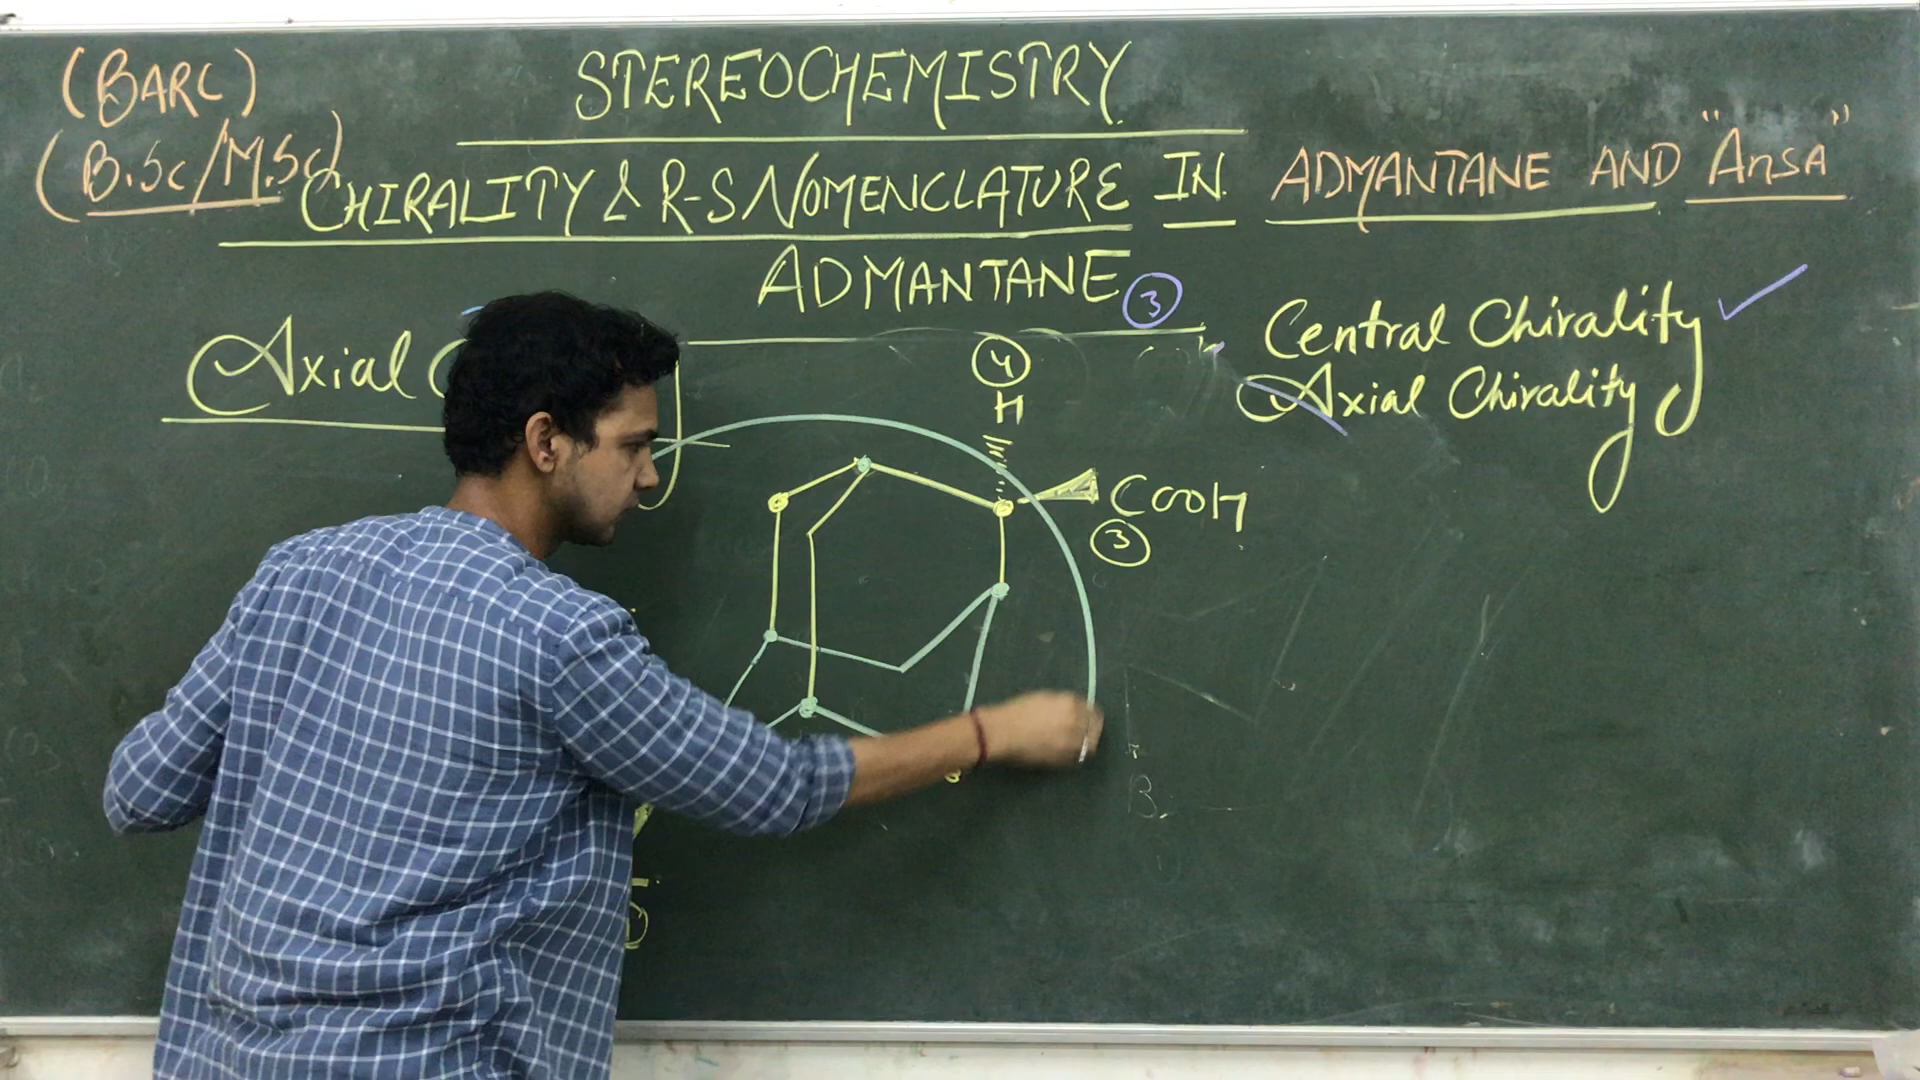 (BARC)
STEREOCHEMISTRY
(B.Sc/M.Sc)
CHIRALITY & R-S NOMENCLATURE IN ADMANTANE AND "Ansa"
ADMANTANE
3
Axial
Central Chirality ✓
Axial Chirality
4
H
COOH
3